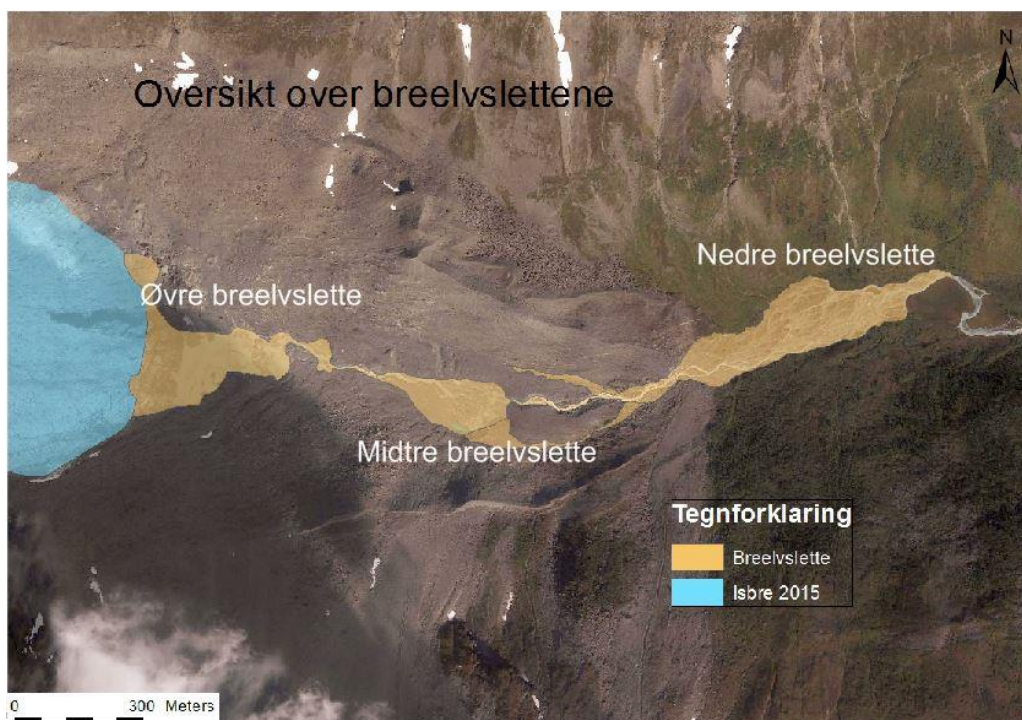 N
Oversikt over breelvslettene
Nedre breelvslette
Øvre breelvslette
Midtre breelvslette
Tegnforklaring
Breelvslette
Isbre 2015
0 300 Meters